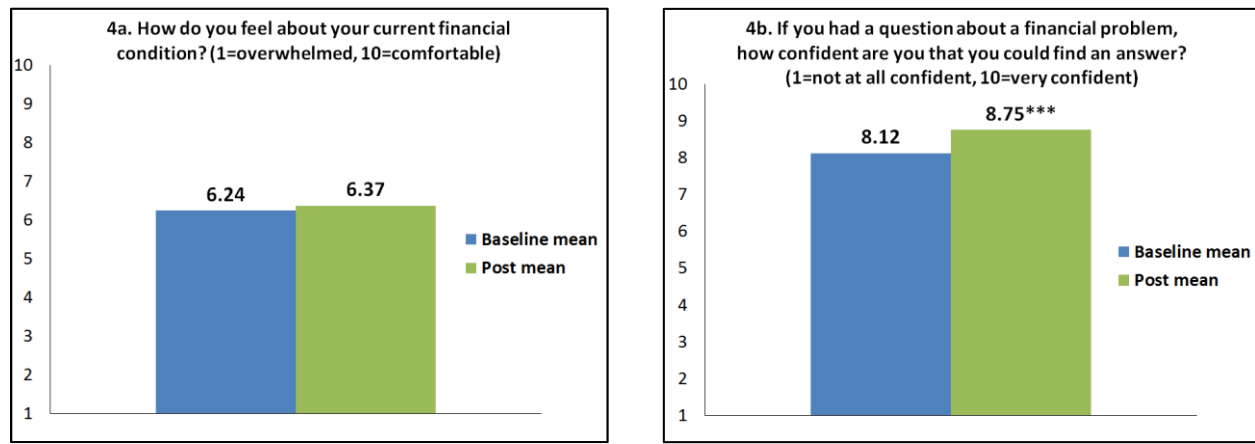 4a. How do you feel about your current financial
condition? (1=overwhelmed, 10=comfortable)
10
9
8
7
6
5
4
3
2
1
6.24
6.37
Baseline mean
Post mean
4b. If you had a question about a financial problem,
how confident are you that you could find an answer?
(1=not at all confident, 10=very confident)
10
9
8
7
6
5
4
3
2
1
8.12
8.75***
Baseline mean
Post mean